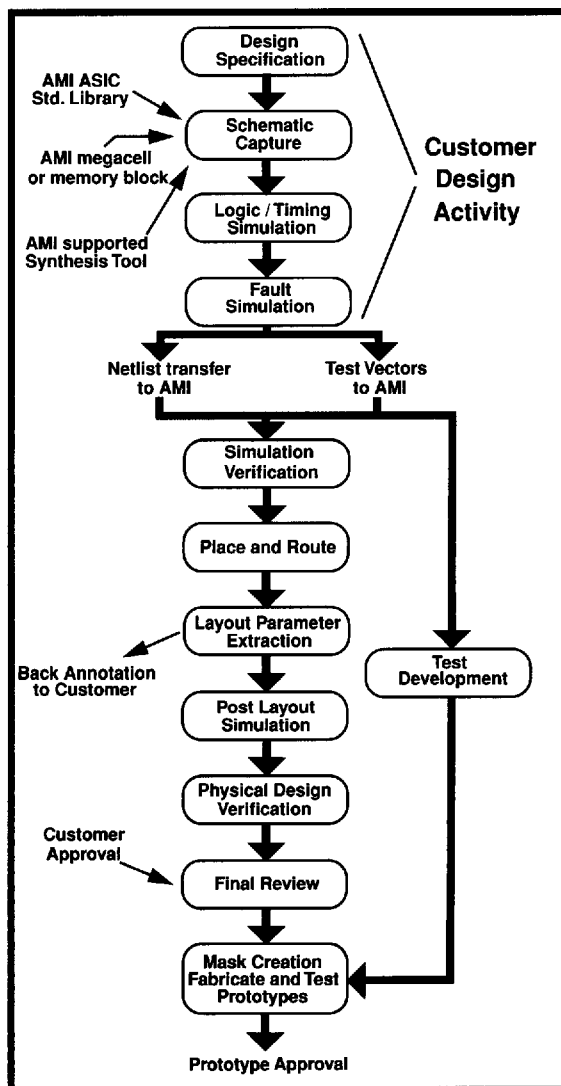 Design
Specification
AMI ASIC
Std. Library
Schematic
Capture
AMI megacell
or memory block
Customer
Design
Activity
Logic / Timing
Simulation
AMI supported
Synthesis Tool
Fault
Simulation
Netlist transfer
to AMI
Test Vectors
to AMI
Simulation
Verification
Place and Route
Layout Parameter
Extraction
Back Annotation
to Customer
Test
Development
Post Layout
Simulation
Physical Design
Verification
Customer
Approval
Final Review
Mask Creation
Fabricate and Test
Prototypes
Prototype Approval